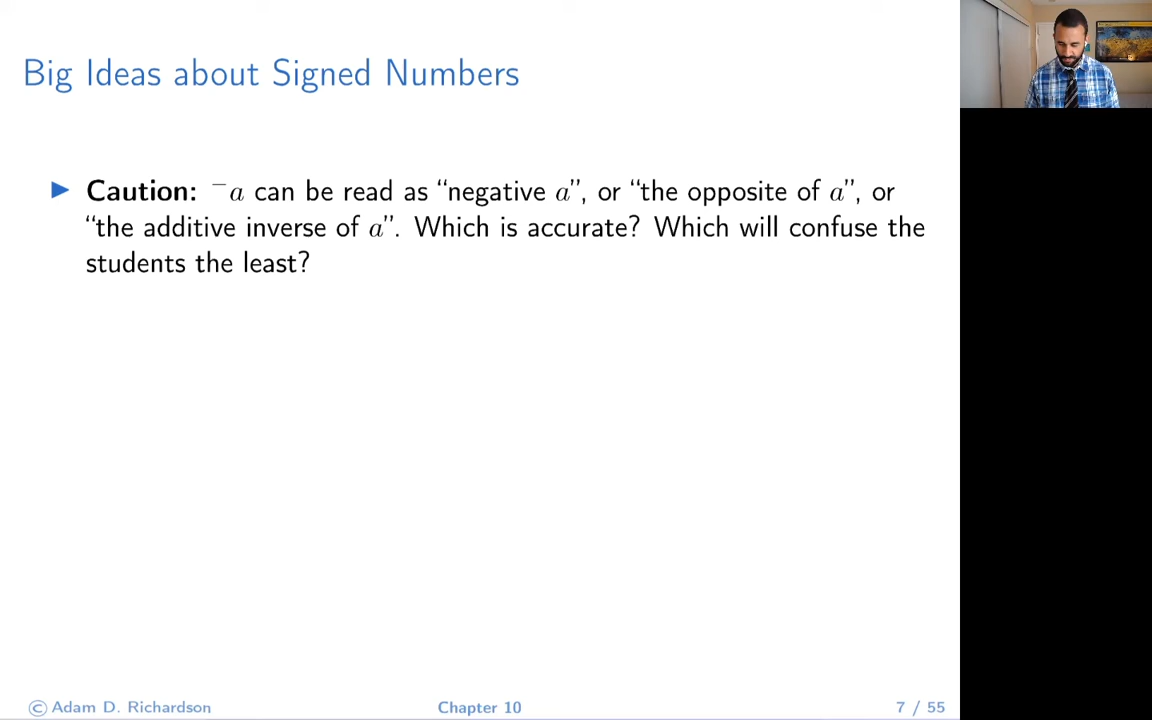 Big Ideas about Signed Numbers
▶ Caution: ⁻a can be read as “negative a”, or “the opposite of a”, or
“the additive inverse of a”. Which is accurate? Which will confuse the
students the least?
© Adam D. Richardson Chapter 10 7 / 55